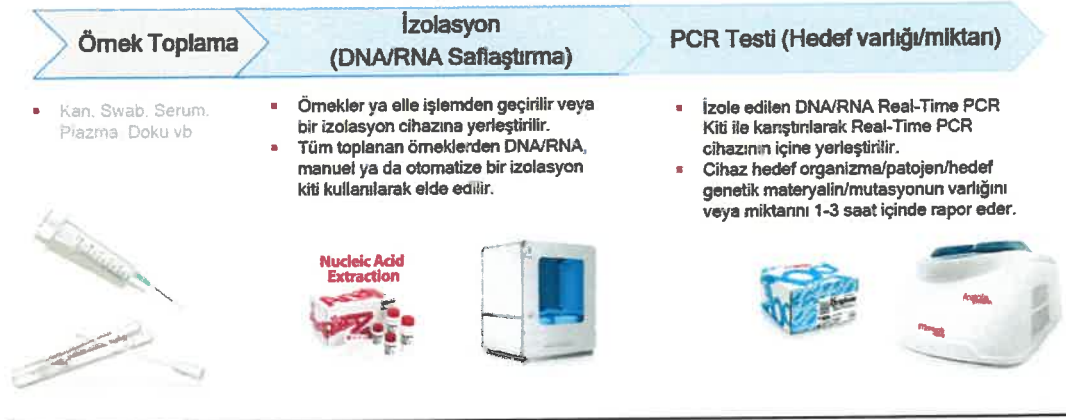 Örnek Toplama
Kan. Swab. Serum.
Plazma Doku vb
İzolasyon
(DNA/RNA Saflaştırma)
Örnekler ya elle işlemden geçirilir veya
bir izolasyon cihazına yerleştirilir.
Tüm toplanan örneklerden DNA/RNA,
manuel ya da otomatize bir izolasyon
kiti kullanılarak elde edilir.
Nucleic Acid
Extraction
PCR Testi (Hedef varlığı/miktarı)
İzole edilen DNA/RNA Real-Time PCR
Kiti ile karıştırılarak Real-Time PCR
cihazının içine yerleştirilir.
Cihaz hedef organizma/patojen/hedef
genetik materyalin/mutasyonun varlığını
veya miktarını 1-3 saat içinde rapor eder.